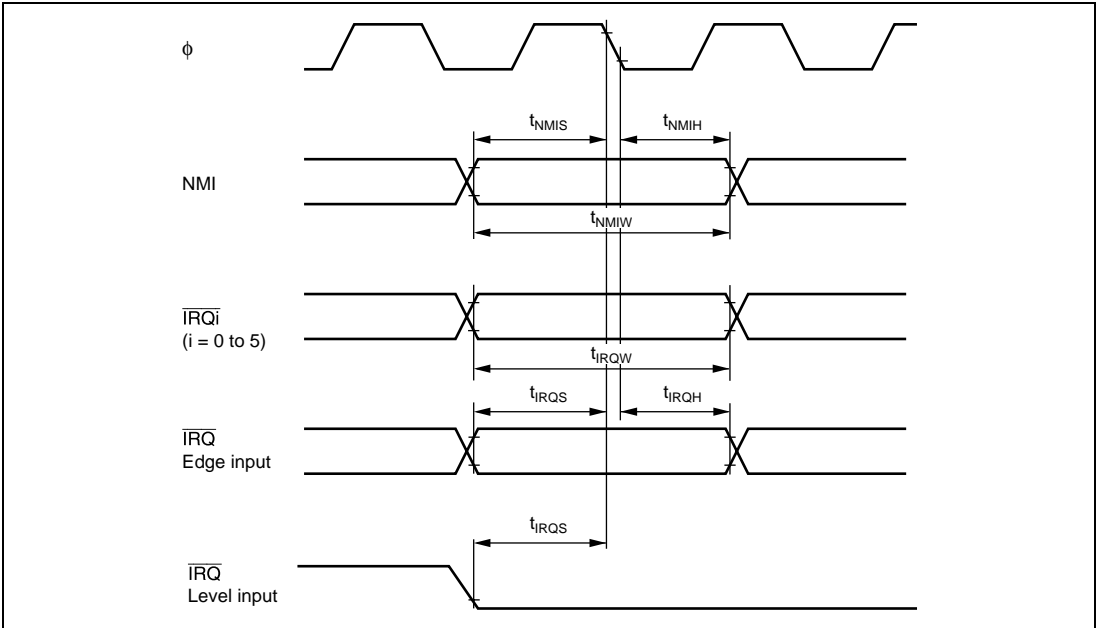 ϕ
tNMIS
tNMIH
NMI
tNMIW
IRQi
(i = 0 to 5)
tIRQW
tIRQS
tIRQH
IRQ
Edge input
tIRQS
IRQ
Level input